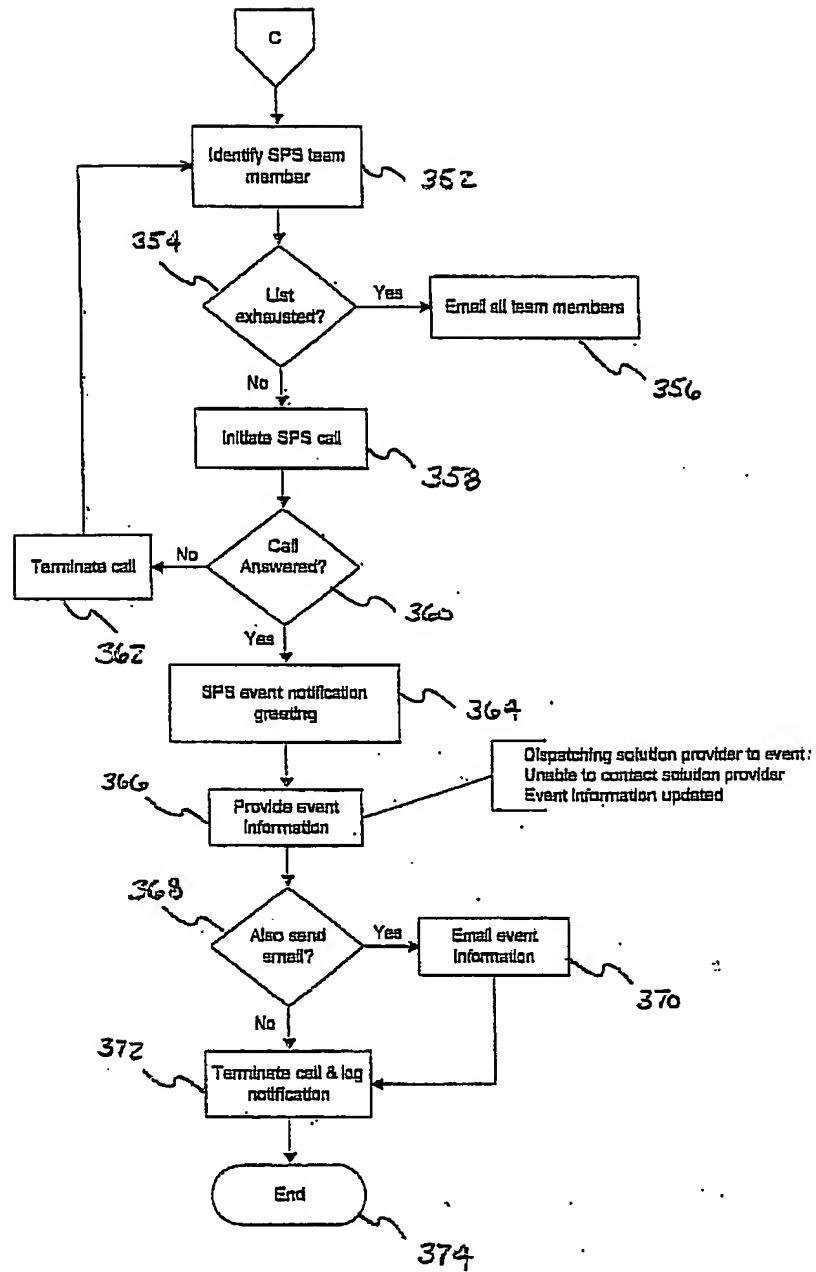 C
Identify SPS team
member
352
354
List
exhausted?
Yes
Email all team members
356
No
Initiate SPS call
358
Call
Answered?
No
Terminate call
360
362
Yes
SPS event notification
greeting
364
Dispatching solution provider to event:
Unable to contact solution provider
Event Information updated
366
Provide event
Information
368
Also send
email?
Yes
Email event
Information
370
No
372
Terminate call & log
notification
End
374